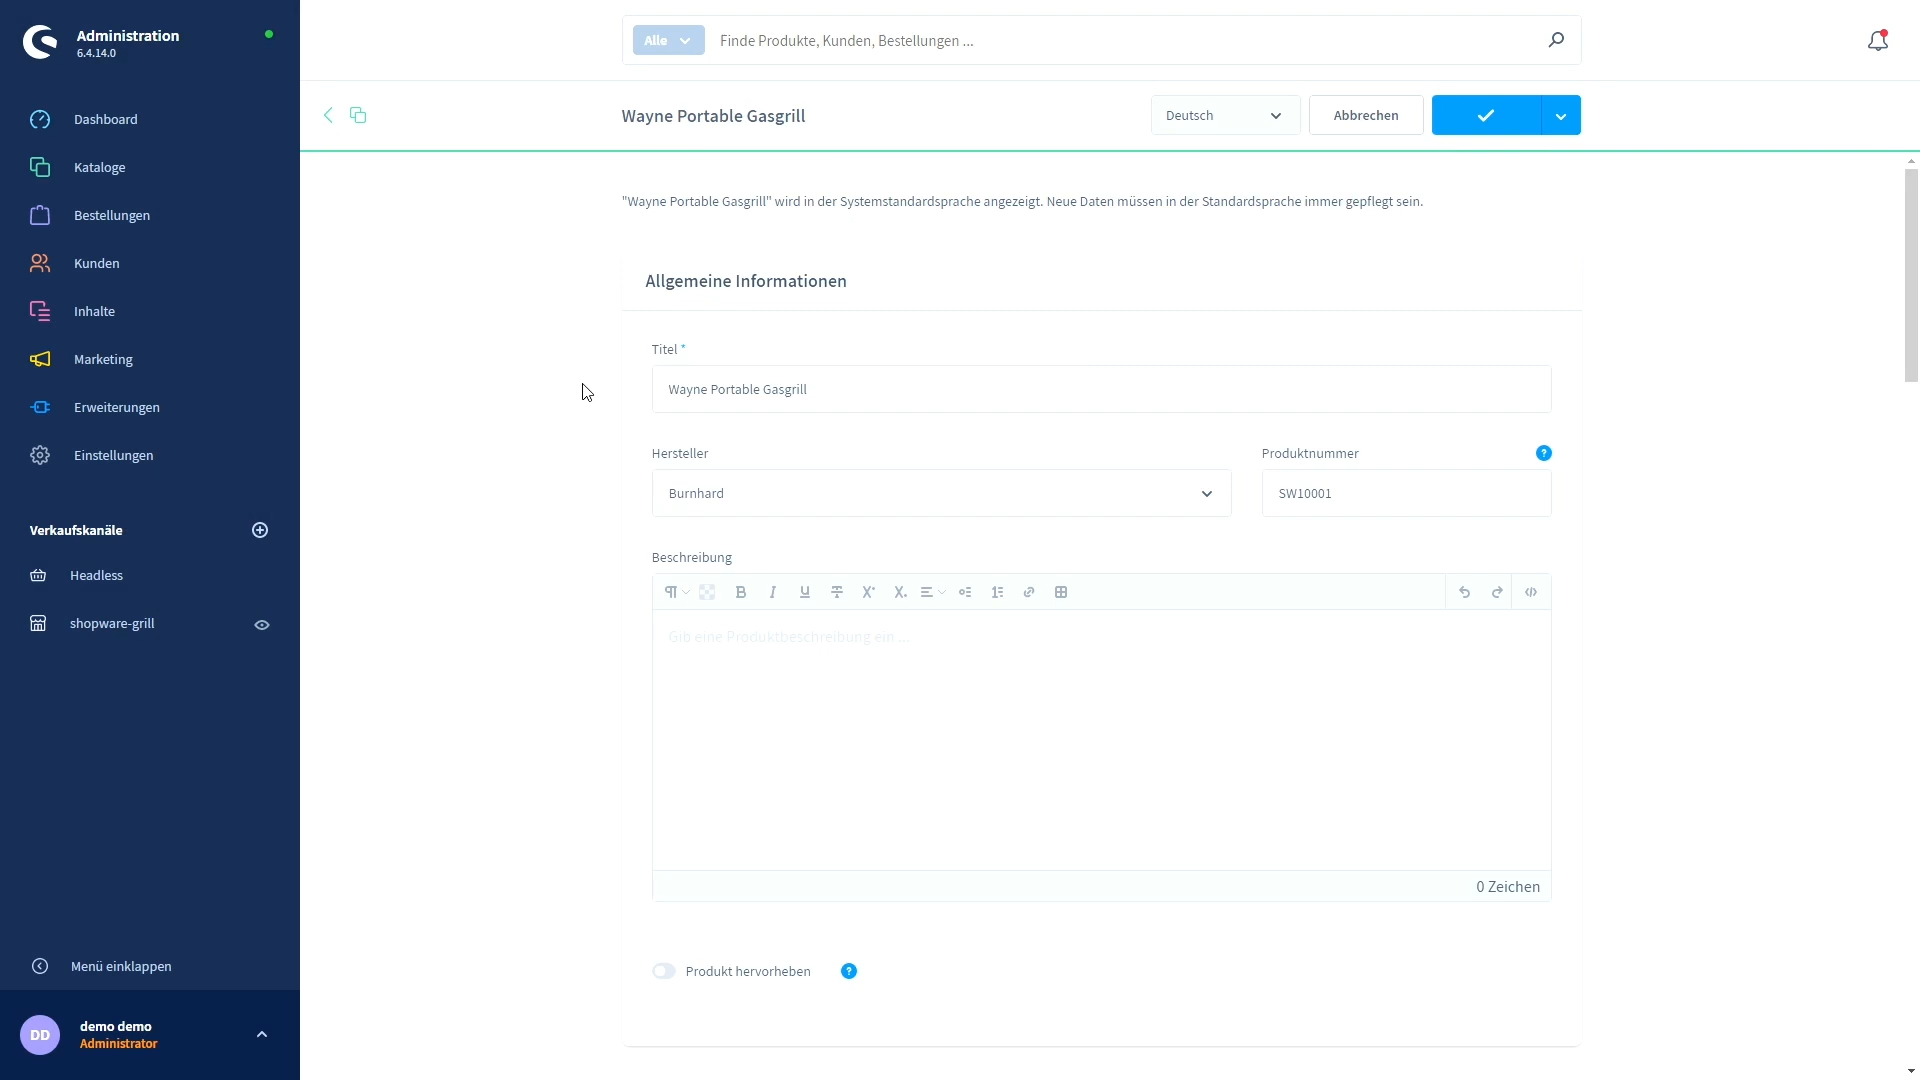 Administration
6.4.14.0
Dashboard
Kataloge
Bestellungen
Kunden
Inhalte
Marketing
Erweiterungen
Einstellungen
Verkaufskanäle
Headless
shopware-grill
Menü einklappen
DD
demo demo
Administrator
Alle
Finde Produkte, Kunden, Bestellungen ...
Wayne Portable Gasgrill
Deutsch
Abbrechen
"Wayne Portable Gasgrill" wird in der Systemstandardsprache angezeigt. Neue Daten müssen in der Standardsprache immer gepflegt sein.
Allgemeine Informationen
Titel *
Wayne Portable Gasgrill
Hersteller
Produktnummer
Burnhard
SW10001
Beschreibung
Gib eine Produktbeschreibung ein ...
0 Zeichen
Produkt hervorheben